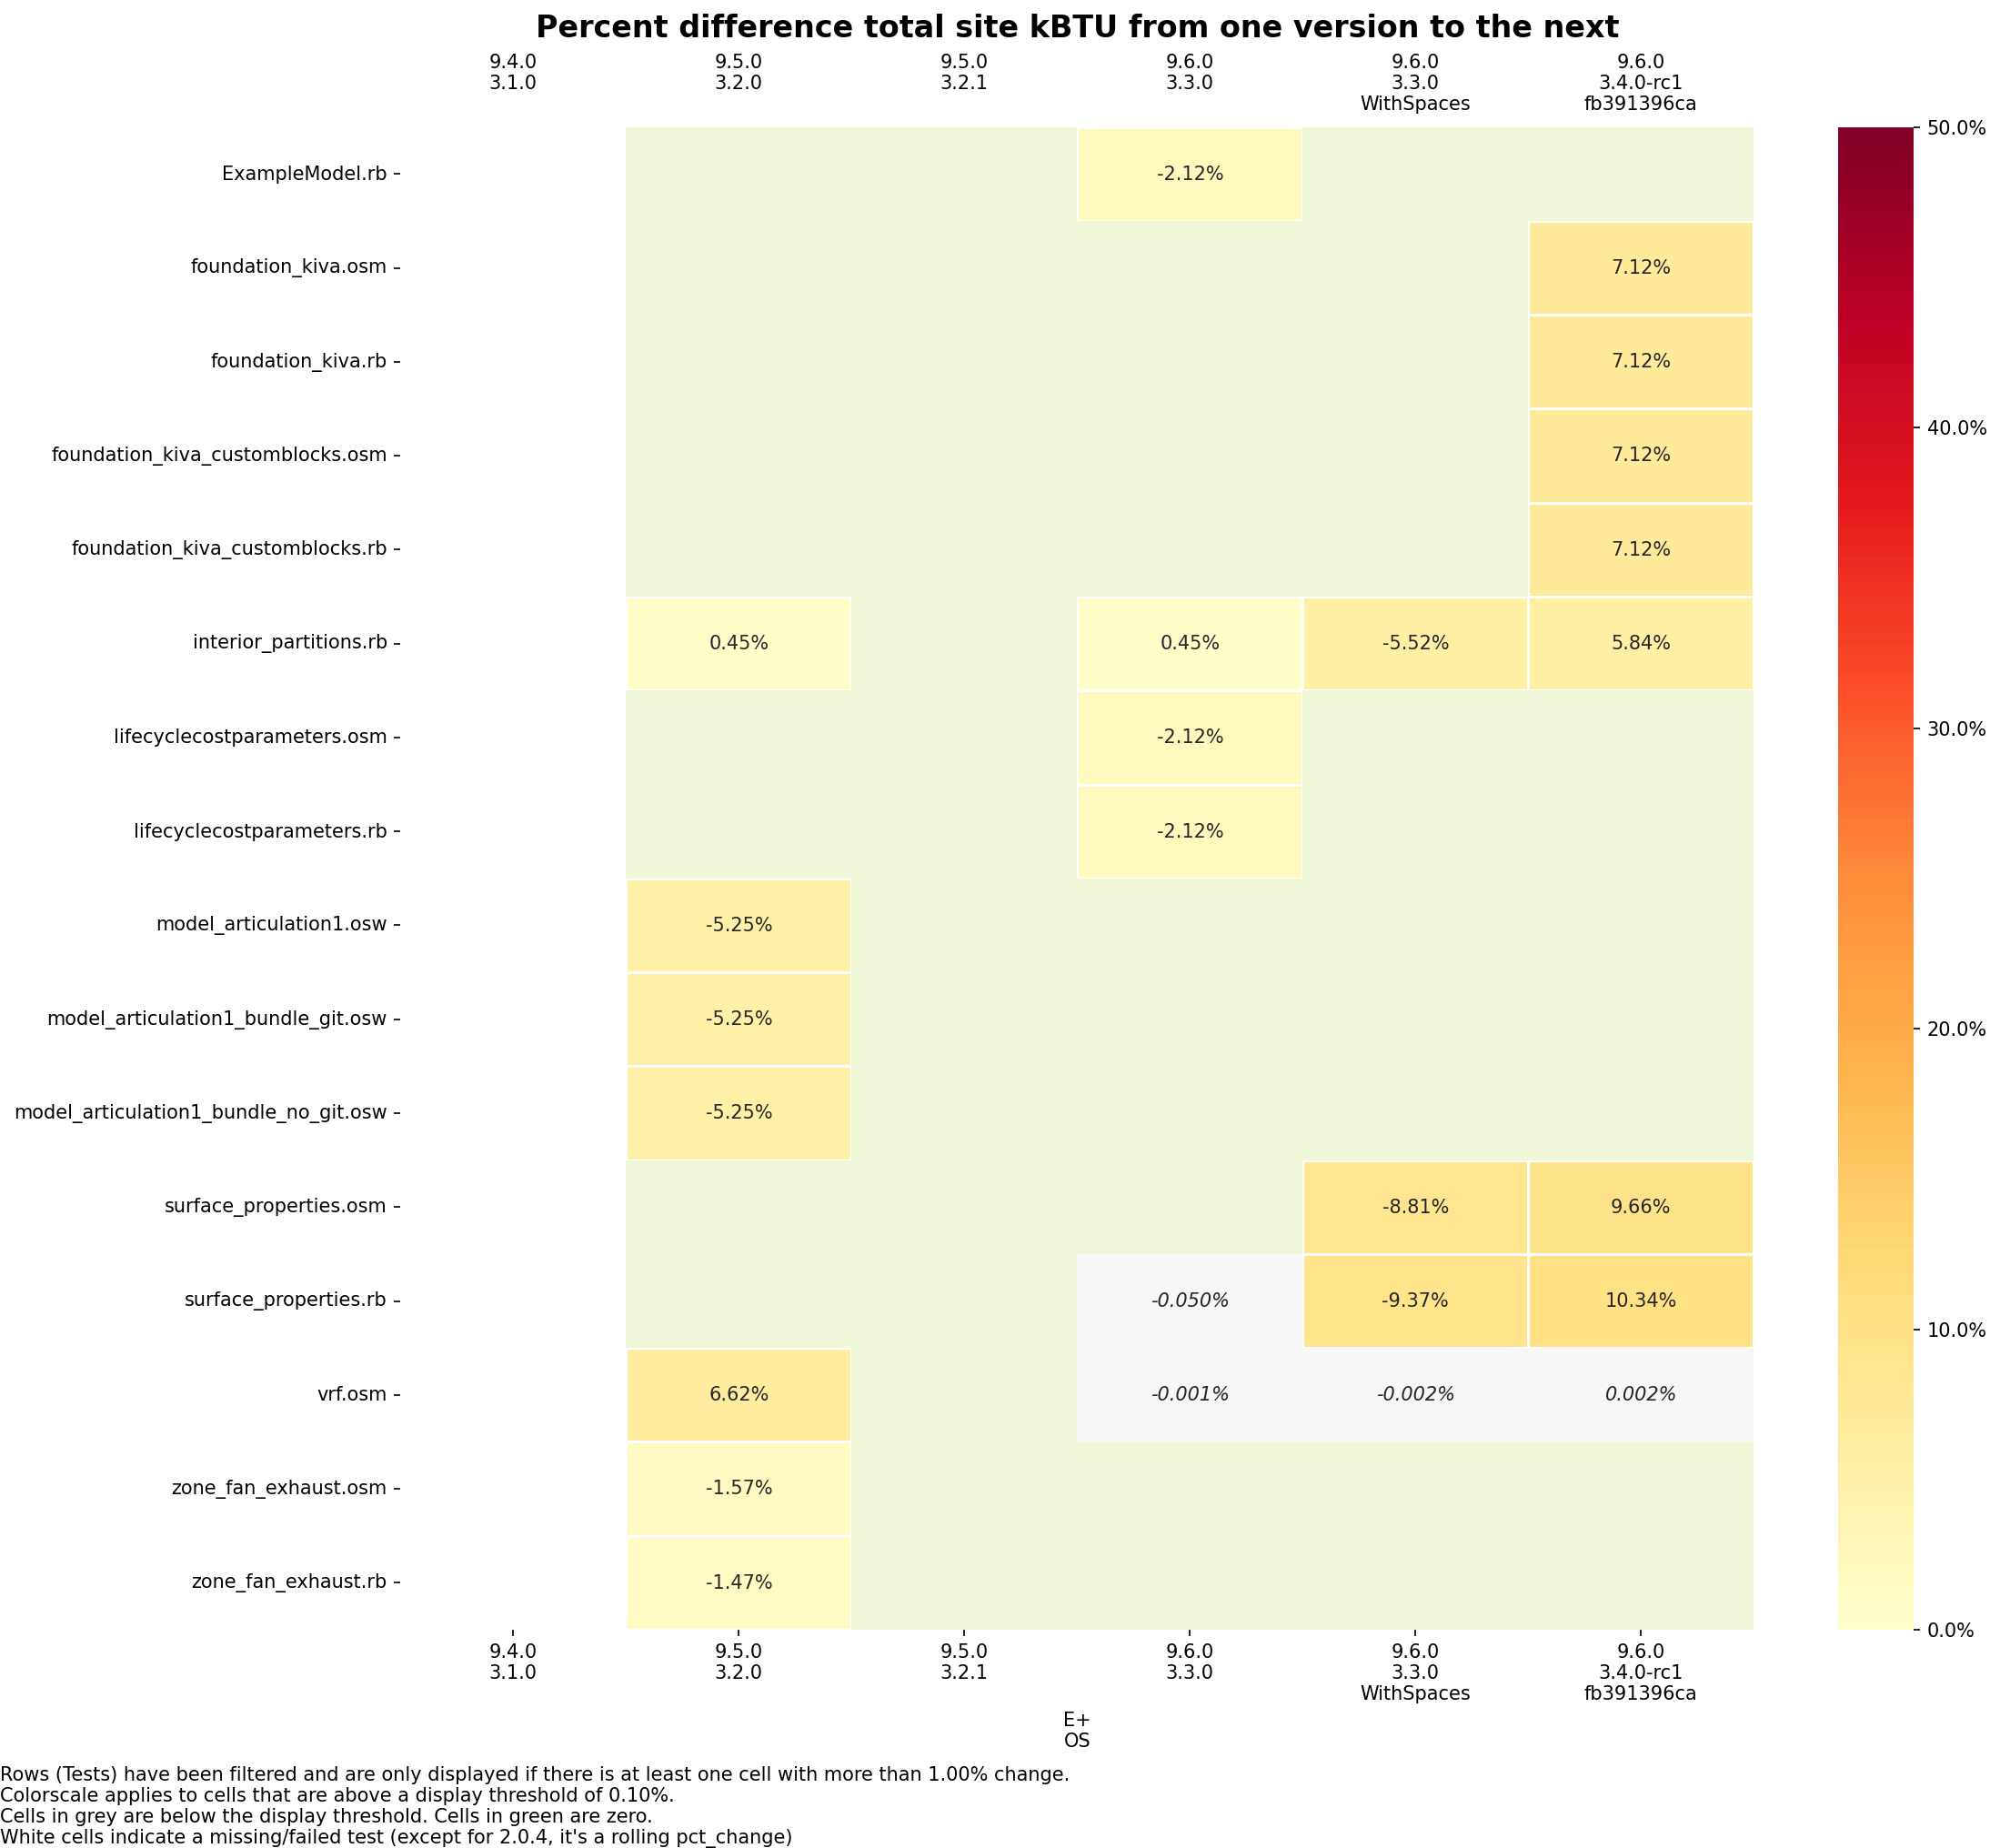 Percent difference total site kBTU from one version to the next
9.4.0 9.5.0 9.5.0 9.6.0 9.6.0 9.6.0
3.1.0 3.2.0 3.2.1 3.3.0 3.3.0 3.4.0-rc1
WithSpaces fb391396ca
50.0%
ExampleModel.rb -2.12%
foundation_kiva.osm 7.12%
foundation_kiva.rb 7.12%
40.0%
foundation_kiva_customblocks.osm 7.12%
foundation_kiva_customblocks.rb 7.12%
interior_partitions.rb 0.45% 0.45% -5.52% 5.84%
30.0%
lifecyclecostparameters.osm -2.12%
lifecyclecostparameters.rb -2.12%
model_articulation1.osw -5.25%
model_articulation1_bundle_git.osw -5.25%
20.0%
model_articulation1_bundle_no_git.osw -5.25%
surface_properties.osm -8.81% 9.66%
surface_properties.rb -0.050% -9.37% 10.34%
10.0%
vrf.osm 6.62% -0.001% -0.002% 0.002%
zone_fan_exhaust.osm -1.57%
zone_fan_exhaust.rb -1.47%
0.0%
9.4.0 9.5.0 9.5.0 9.6.0 9.6.0 9.6.0
3.1.0 3.2.0 3.2.1 3.3.0 3.3.0 3.4.0-rc1
WithSpaces fb391396ca
E+
OS
Rows (Tests) have been filtered and are only displayed if there is at least one cell with more than 1.00% change.
Colorscale applies to cells that are above a display threshold of 0.10%.
Cells in grey are below the display threshold. Cells in green are zero.
White cells indicate a missing/failed test (except for 2.0.4, it's a rolling pct_change)